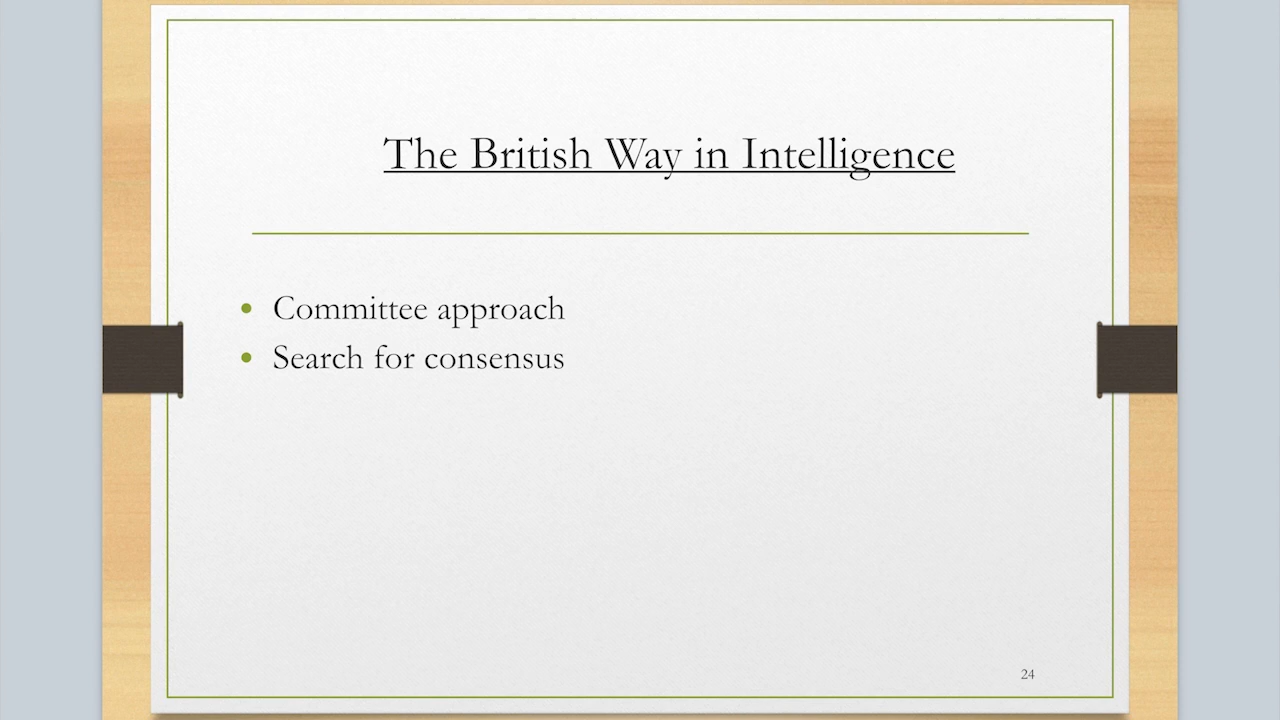 The British Way in Intelligence
• Committee approach
• Search for consensus
24